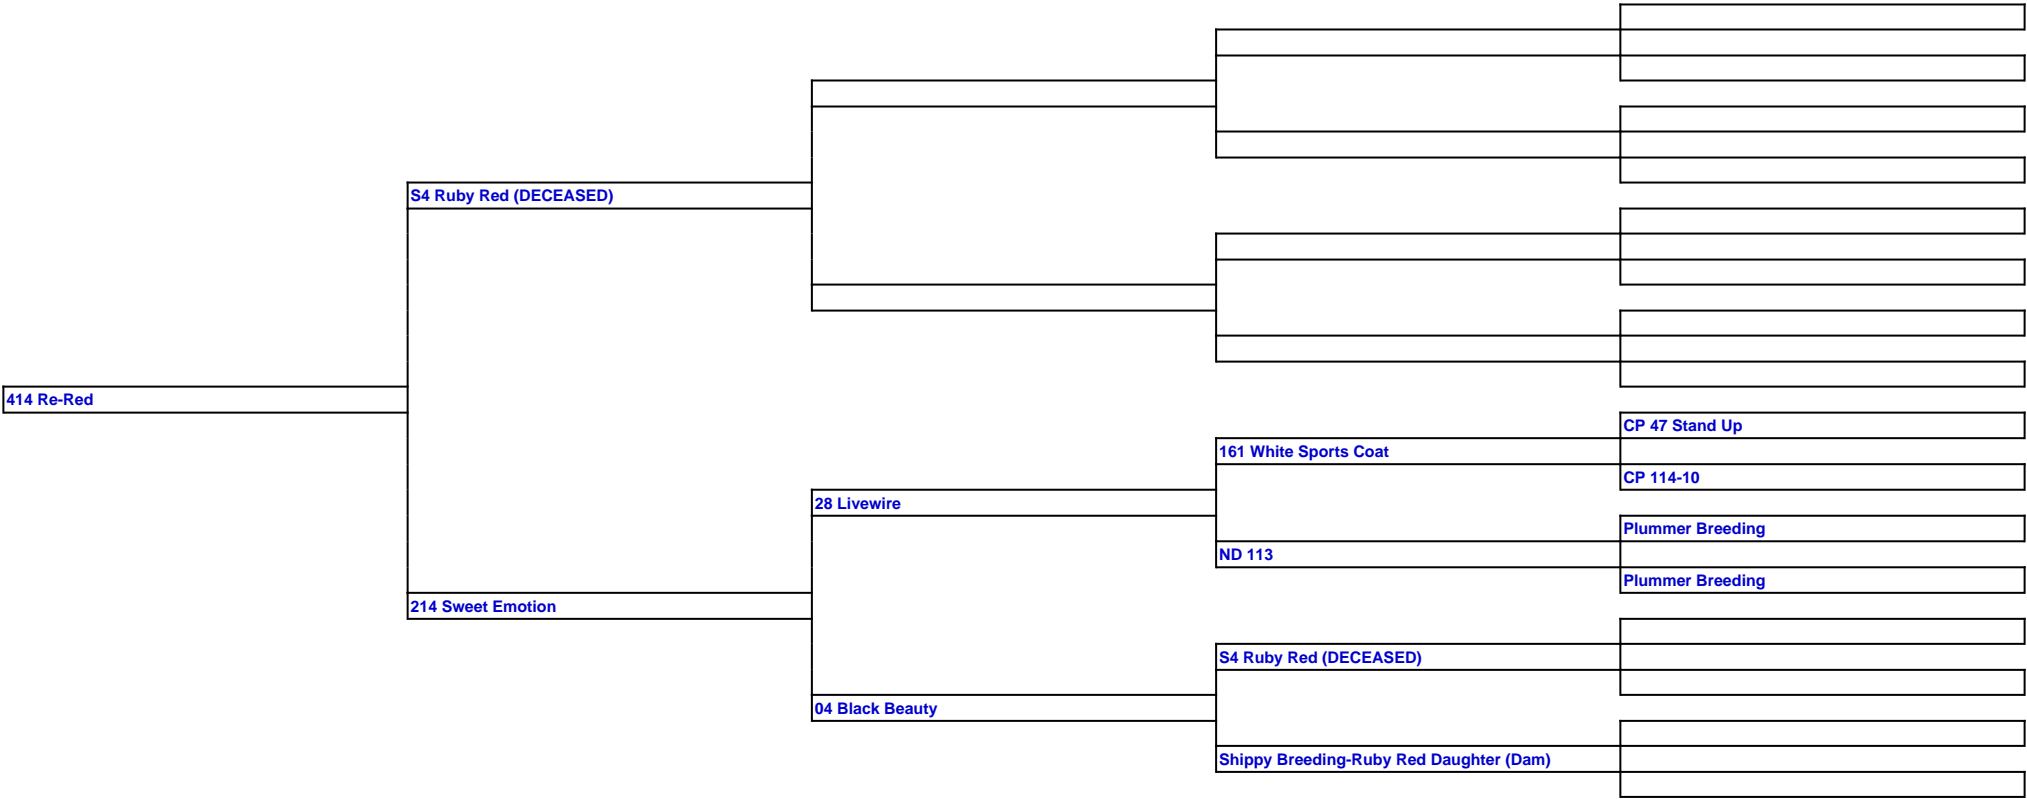 414 Re-Red
S4 Ruby Red (DECEASED)
214 Sweet Emotion
28 Livewire
04 Black Beauty
161 White Sports Coat
ND 113
S4 Ruby Red (DECEASED)
Shippy Breeding-Ruby Red Daughter (Dam)
CP 47 Stand Up
CP 114-10
Plummer Breeding
Plummer Breeding